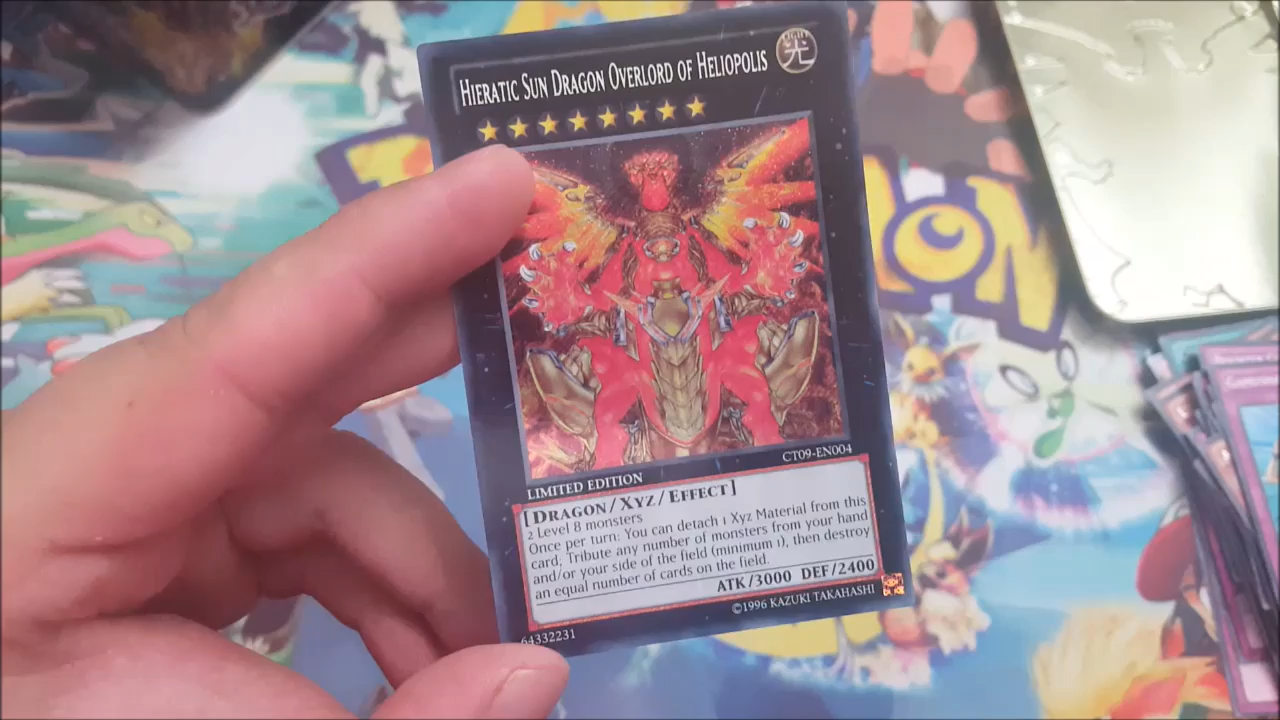 HIERATIC SUN DRAGON OVERLORD OF HELIOPOLIS
LIGHT
光
CT09-EN004
LIMITED EDITION
[DRAGON/XYZ/EFFECT]
2 Level 8 monsters
Once per turn: You can detach 1 Xyz Material from this
card; Tribute any number of monsters from your hand
and/or your side of the field (minimum 1), then destroy
an equal number of cards on the field.
ATK/3000 DEF/2400
64332231
©1996 KAZUKI TAKAHASHI